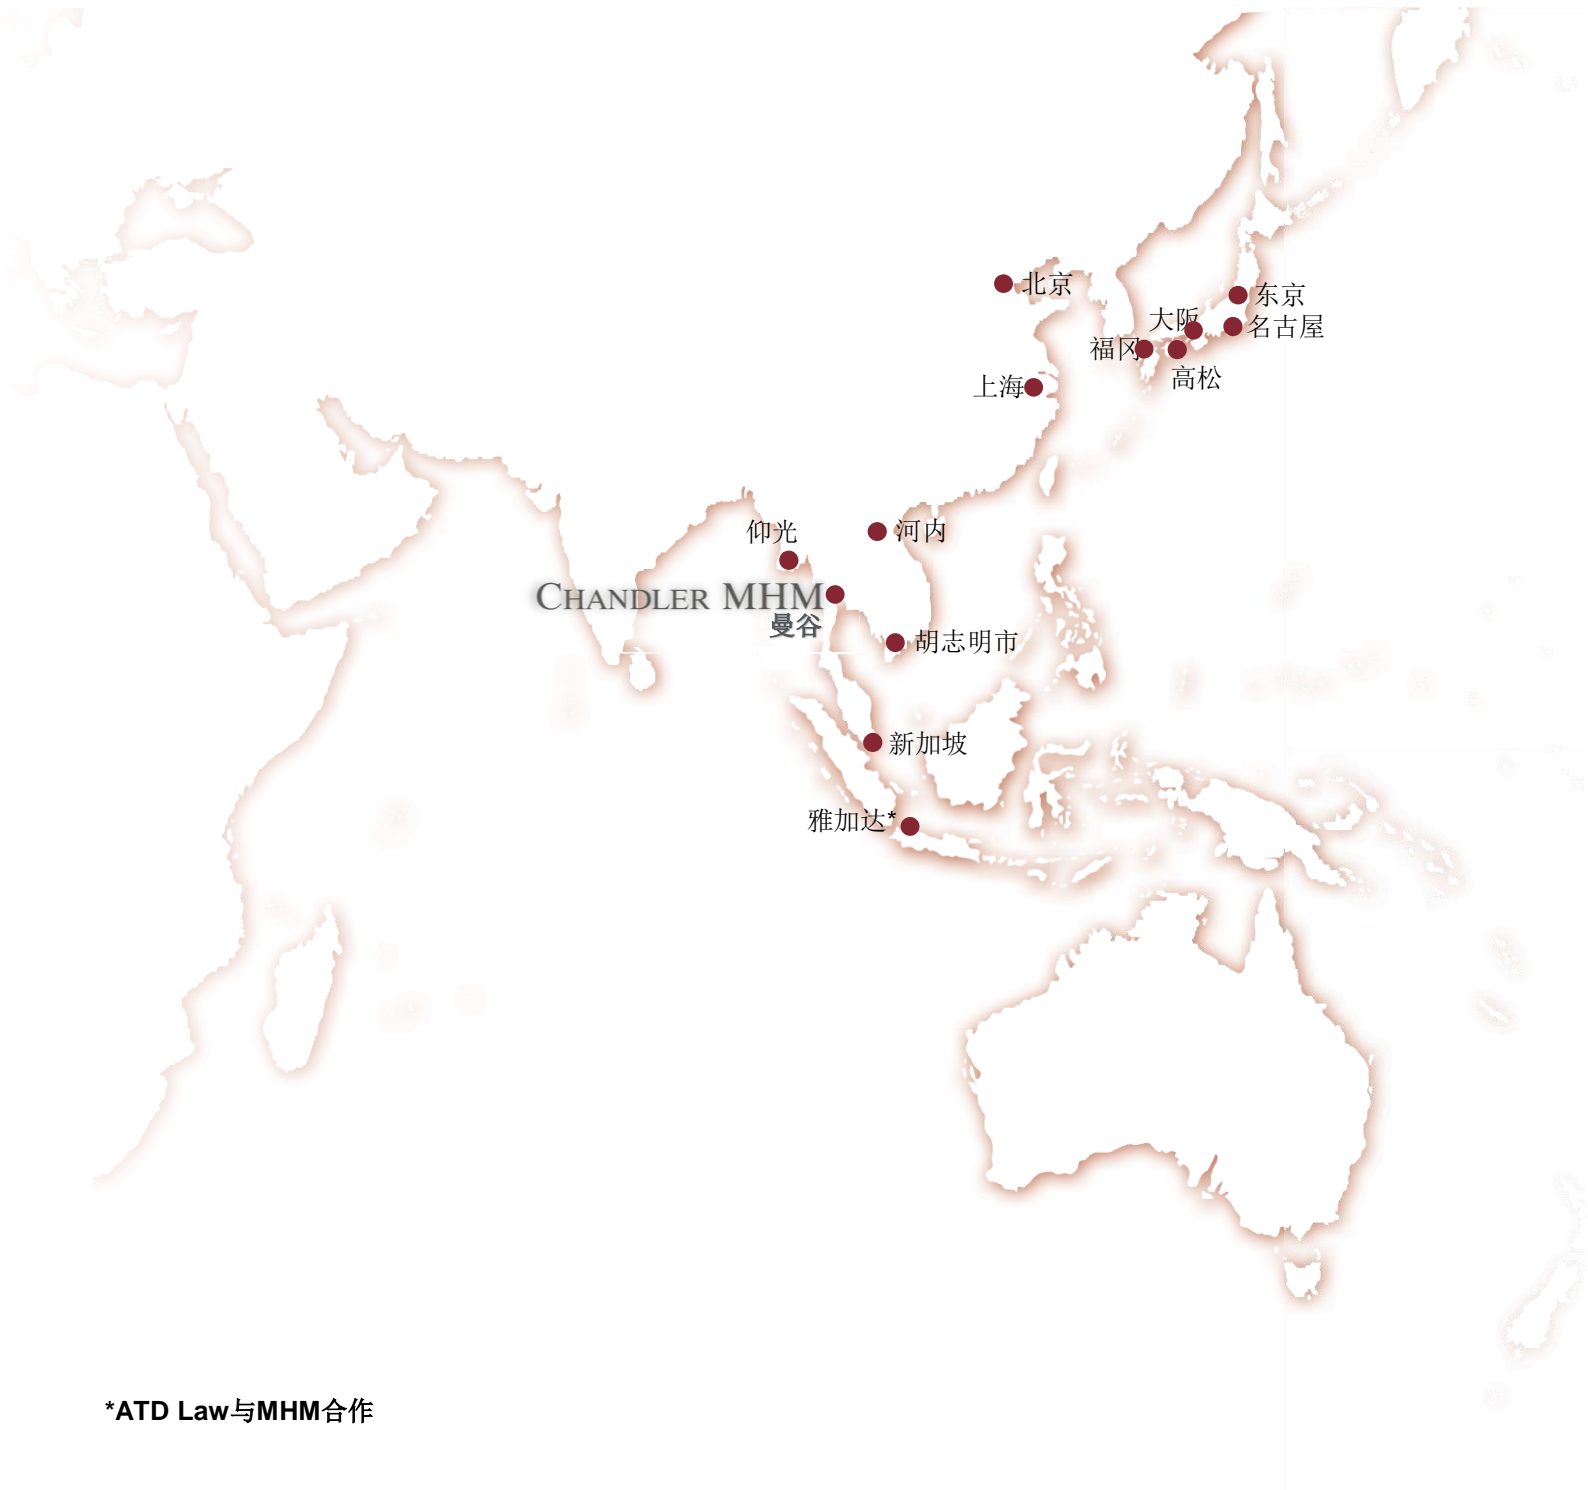 北京
东京
大阪
名古屋
福冈
高松
上海
仰光
河内
CHANDLER MHM
曼谷
胡志明市
新加坡
雅加达*
*ATD Law与MHM合作